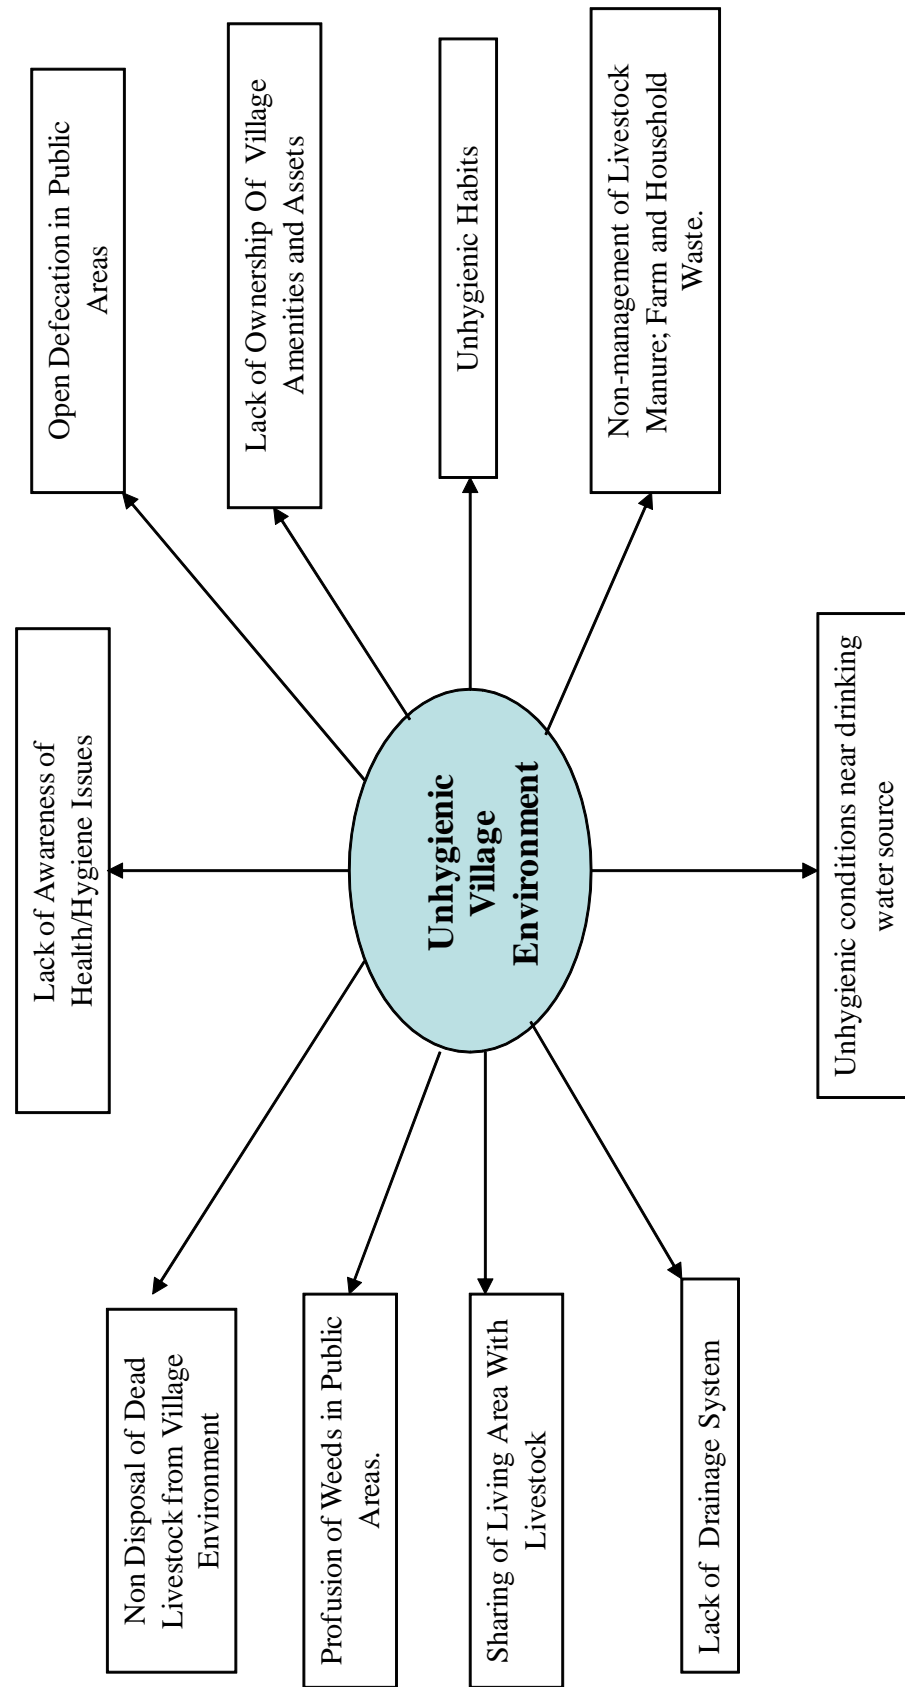 Lack of Awareness of
Health/Hygiene Issues
Non Disposal of Dead
Livestock from Village
Environment
Open Defecation in Public
Areas
Profusion of Weeds in Public
Areas.
Lack of Ownership Of Village
Amenities and Assets
Unhygienic
Village
Environment
Sharing of Living Area With
Livestock
Unhygienic Habits
Lack of Drainage System
Non-management of Livestock
Manure; Farm and Household
Waste.
Unhygienic conditions near drinking
water source